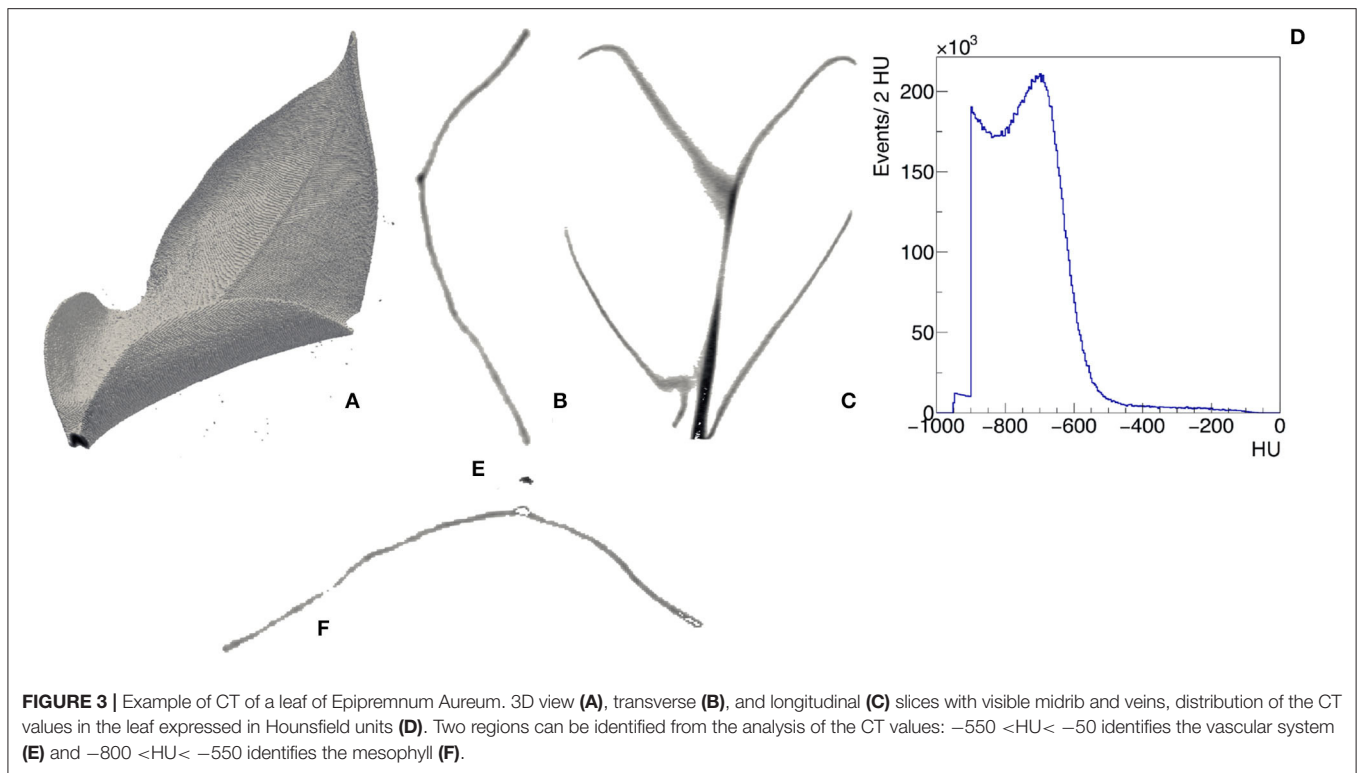 A
B
C
D
×10³
Events/ 2 HU
200
150
100
50
0
−1000
−800
−600
−400
−200
0
HU
E
F
FIGURE 3 | Example of CT of a leaf of Epipremnum Aureum. 3D view (A), transverse (B), and longitudinal (C) slices with visible midrib and veins, distribution of the CT
values in the leaf expressed in Hounsfield units (D). Two regions can be identified from the analysis of the CT values: −550 <HU< −50 identifies the vascular system
(E) and −800 <HU< −550 identifies the mesophyll (F).